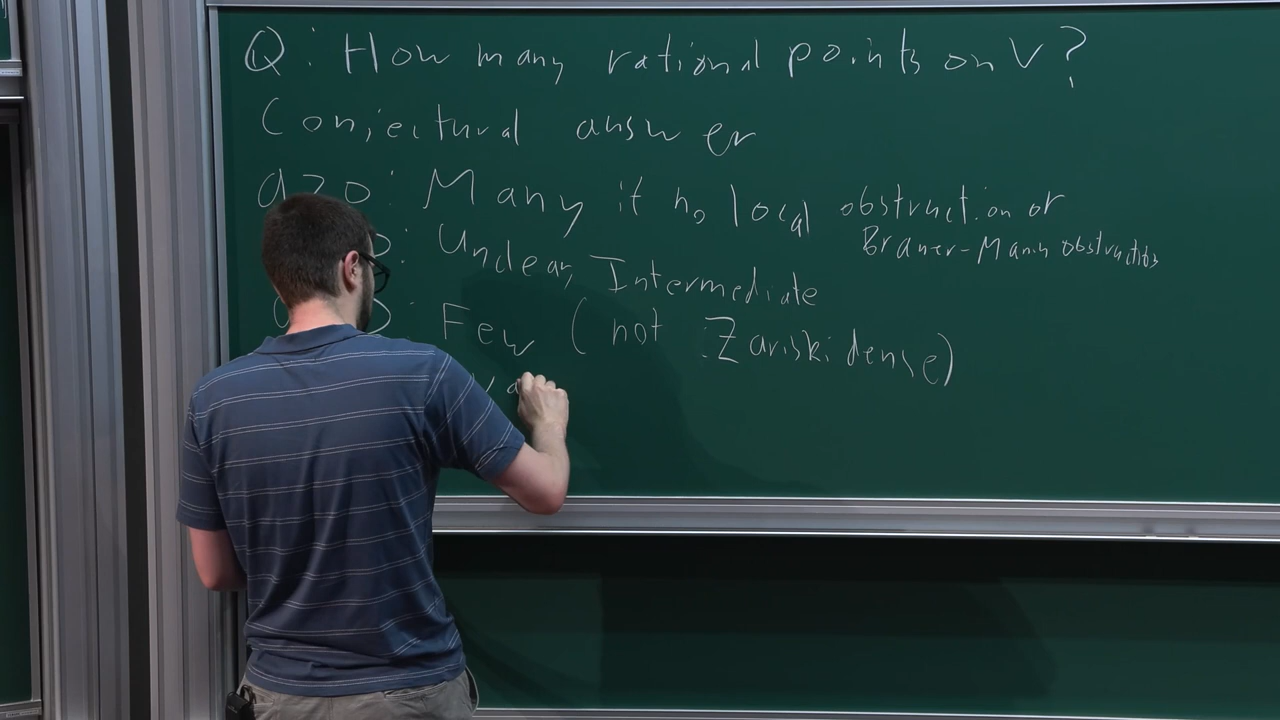 Q: How many rational points on V?
Conjectural answer
a>0: Many if no local obstruction or
Brauer-Manin obstruction
: Unclear, Intermediate
: Few (not Zariski dense)